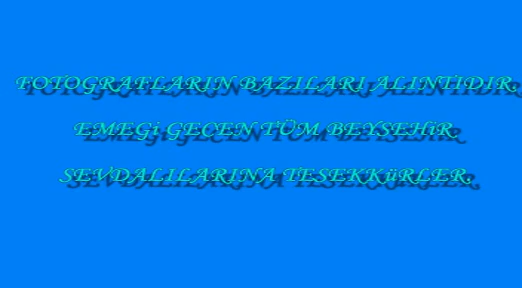 FOTOGRAFLARIN BAZILARI ALINTIDIR.
EMEGi GECEN TÜM BEYSEHiR
SEVDALILARINA TESEKKüRLER.